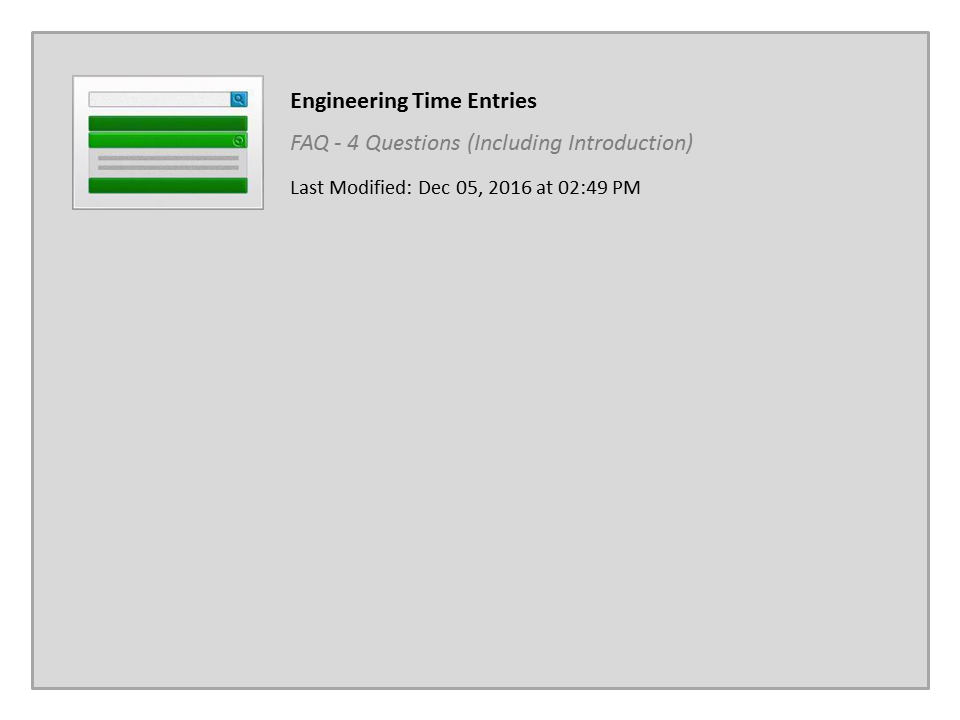 Engineering Time Entries
FAQ - 4 Questions (Including Introduction)
Last Modified: Dec 05, 2016 at 02:49 PM